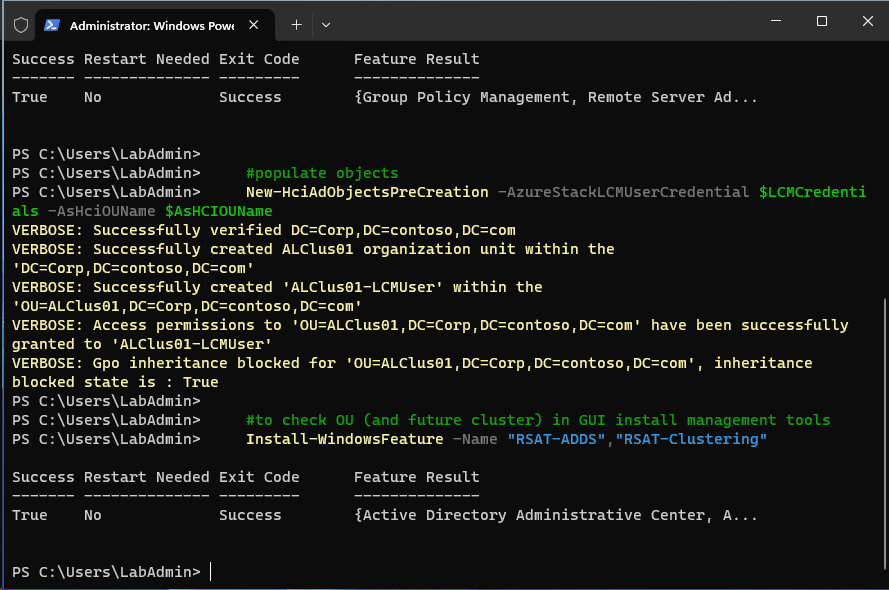 Administrator: Windows Powe
Success Restart Needed Exit Code      Feature Result
------- -------------- ---------      --------------
True    No             Success        {Group Policy Management, Remote Server Ad...
PS C:\Users\LabAdmin>
PS C:\Users\LabAdmin>     #populate objects
PS C:\Users\LabAdmin>     New-HciAdObjectsPreCreation -AzureStackLCMUserCredential $LCMCredenti
als -AsHciOUName $AsHCIOUName
VERBOSE: Successfully verified DC=Corp,DC=contoso,DC=com
VERBOSE: Successfully created ALClus01 organization unit within the
'DC=Corp,DC=contoso,DC=com'
VERBOSE: Successfully created 'ALClus01-LCMUser' within the
'OU=ALClus01,DC=Corp,DC=contoso,DC=com'
VERBOSE: Access permissions to 'OU=ALClus01,DC=Corp,DC=contoso,DC=com' have been successfully
granted to 'ALClus01-LCMUser'
VERBOSE: Gpo inheritance blocked for 'OU=ALClus01,DC=Corp,DC=contoso,DC=com', inheritance
blocked state is : True
PS C:\Users\LabAdmin>
PS C:\Users\LabAdmin>     #to check OU (and future cluster) in GUI install management tools
PS C:\Users\LabAdmin>     Install-WindowsFeature -Name "RSAT-ADDS","RSAT-Clustering"
Success Restart Needed Exit Code      Feature Result
------- -------------- ---------      --------------
True    No             Success        {Active Directory Administrative Center, A...
PS C:\Users\LabAdmin>